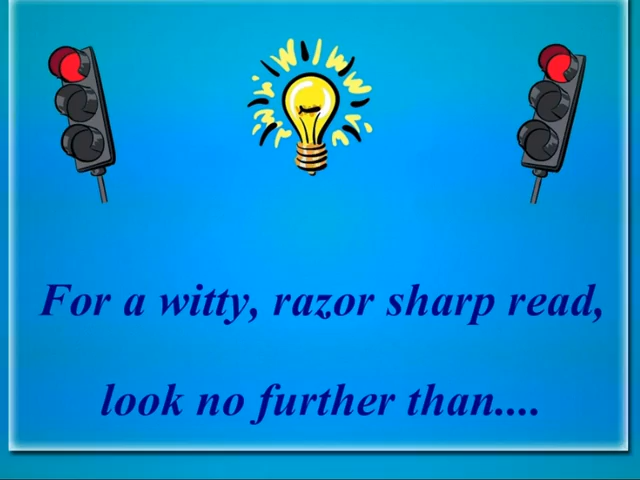 For a witty, razor sharp read,
look no further than....